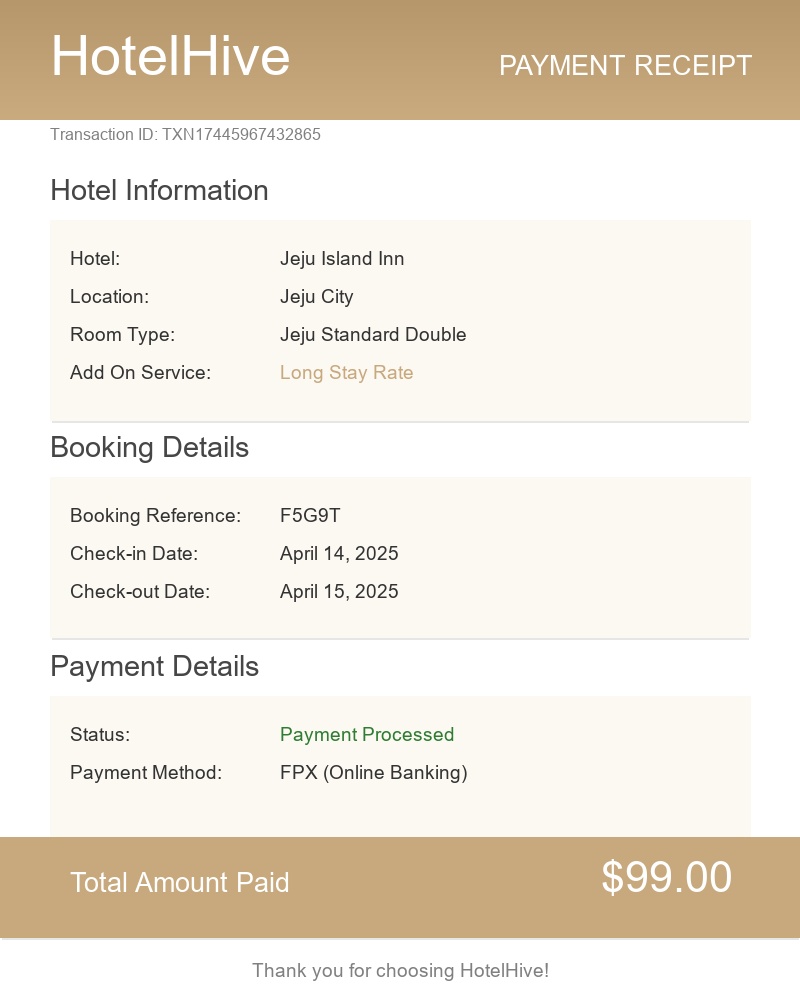 HotelHive
PAYMENT RECEIPT
Transaction ID: TXN17445967432865
Hotel Information
Hotel: Jeju Island Inn
Location: Jeju City
Room Type: Jeju Standard Double
Add On Service: Long Stay Rate
Booking Details
Booking Reference: F5G9T
Check-in Date: April 14, 2025
Check-out Date: April 15, 2025
Payment Details
Status: Payment Processed
Payment Method: FPX (Online Banking)
Total Amount Paid $99.00
Thank you for choosing HotelHive!